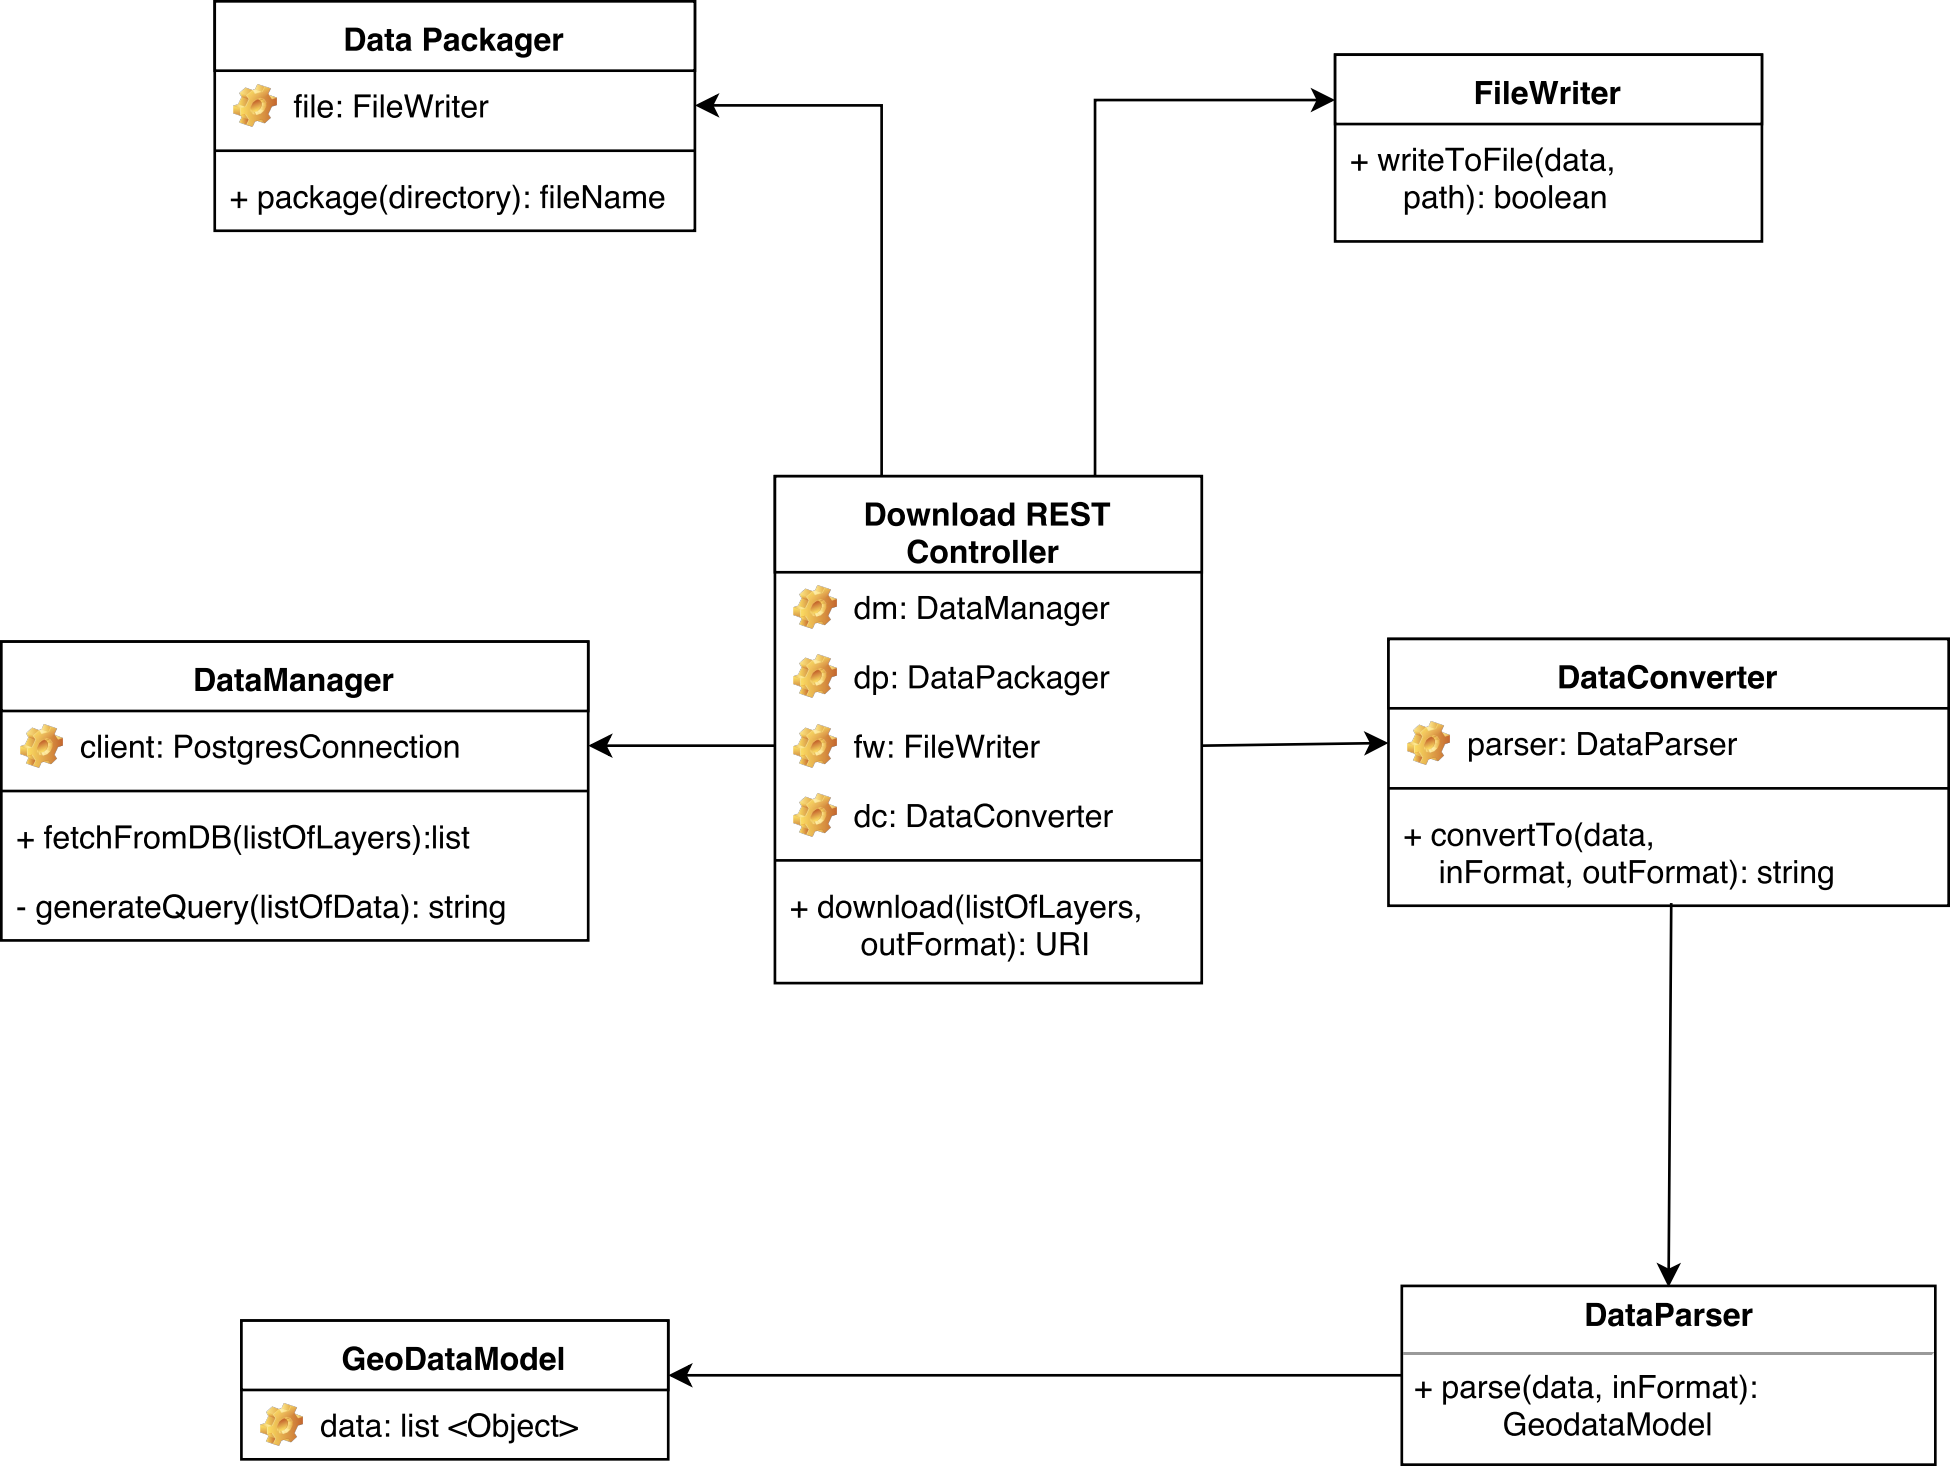 Data Packager
file: FileWriter
+ package(directory): fileName
FileWriter
+ writeToFile(data,
path): boolean
Download REST
Controller
dm: DataManager
dp: DataPackager
fw: FileWriter
dc: DataConverter
+ download(listOfLayers,
outFormat): URI
DataManager
client: PostgresConnection
+ fetchFromDB(listOfLayers):list
- generateQuery(listOfData): string
DataConverter
parser: DataParser
+ convertTo(data,
inFormat, outFormat): string
GeoDataModel
data: list <Object>
DataParser
+ parse(data, inFormat):
GeodataModel